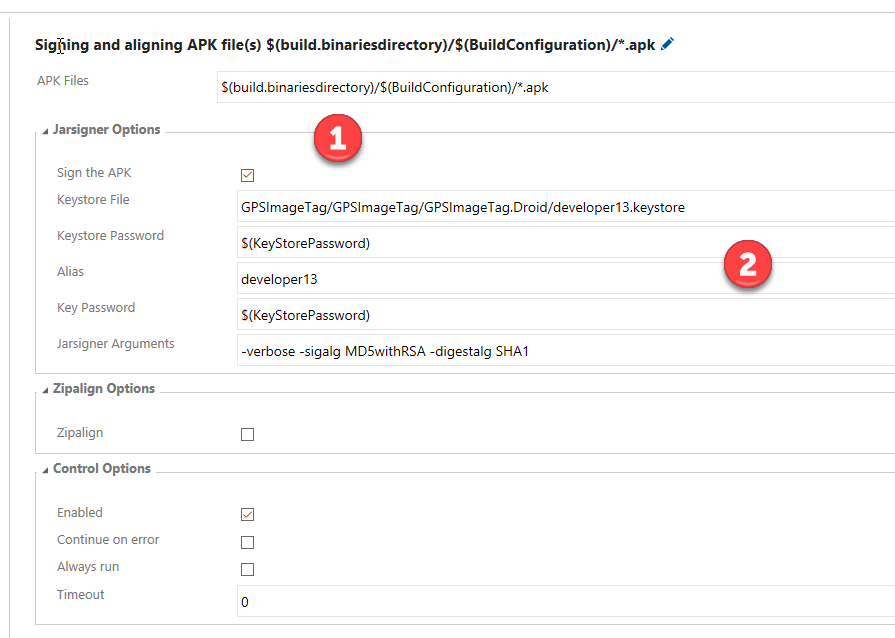 Signing and aligning APK file(s) $(build.binariesdirectory)/$(BuildConfiguration)/*.apk
APK Files $(build.binariesdirectory)/$(BuildConfiguration)/*.apk
Jarsigner Options
1
Sign the APK
Keystore File GPSImageTag/GPSImageTag/GPSImageTag.Droid/developer13.keystore
Keystore Password $(KeyStorePassword)
2
Alias developer13
Key Password $(KeyStorePassword)
Jarsigner Arguments -verbose -sigalg MD5withRSA -digestalg SHA1
Zipalign Options
Zipalign
Control Options
Enabled
Continue on error
Always run
Timeout 0